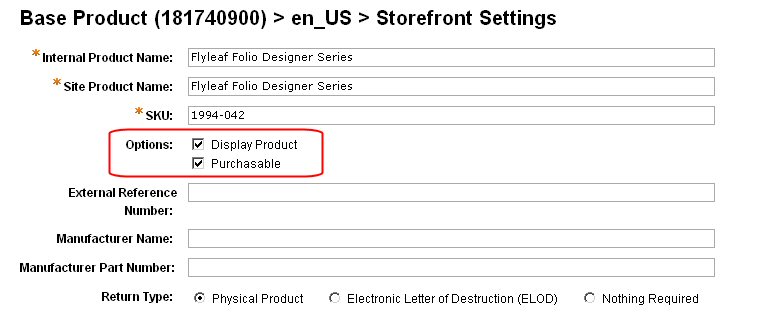 Base Product (181740900) > en_US > Storefront Settings
*Internal Product Name: Flyleaf Folio Designer Series
*Site Product Name: Flyleaf Folio Designer Series
*SKU: 1994-042
Options: Display Product
Purchasable
External Reference
Number:
Manufacturer Name:
Manufacturer Part Number:
Return Type: Physical Product Electronic Letter of Destruction (ELOD) Nothing Required